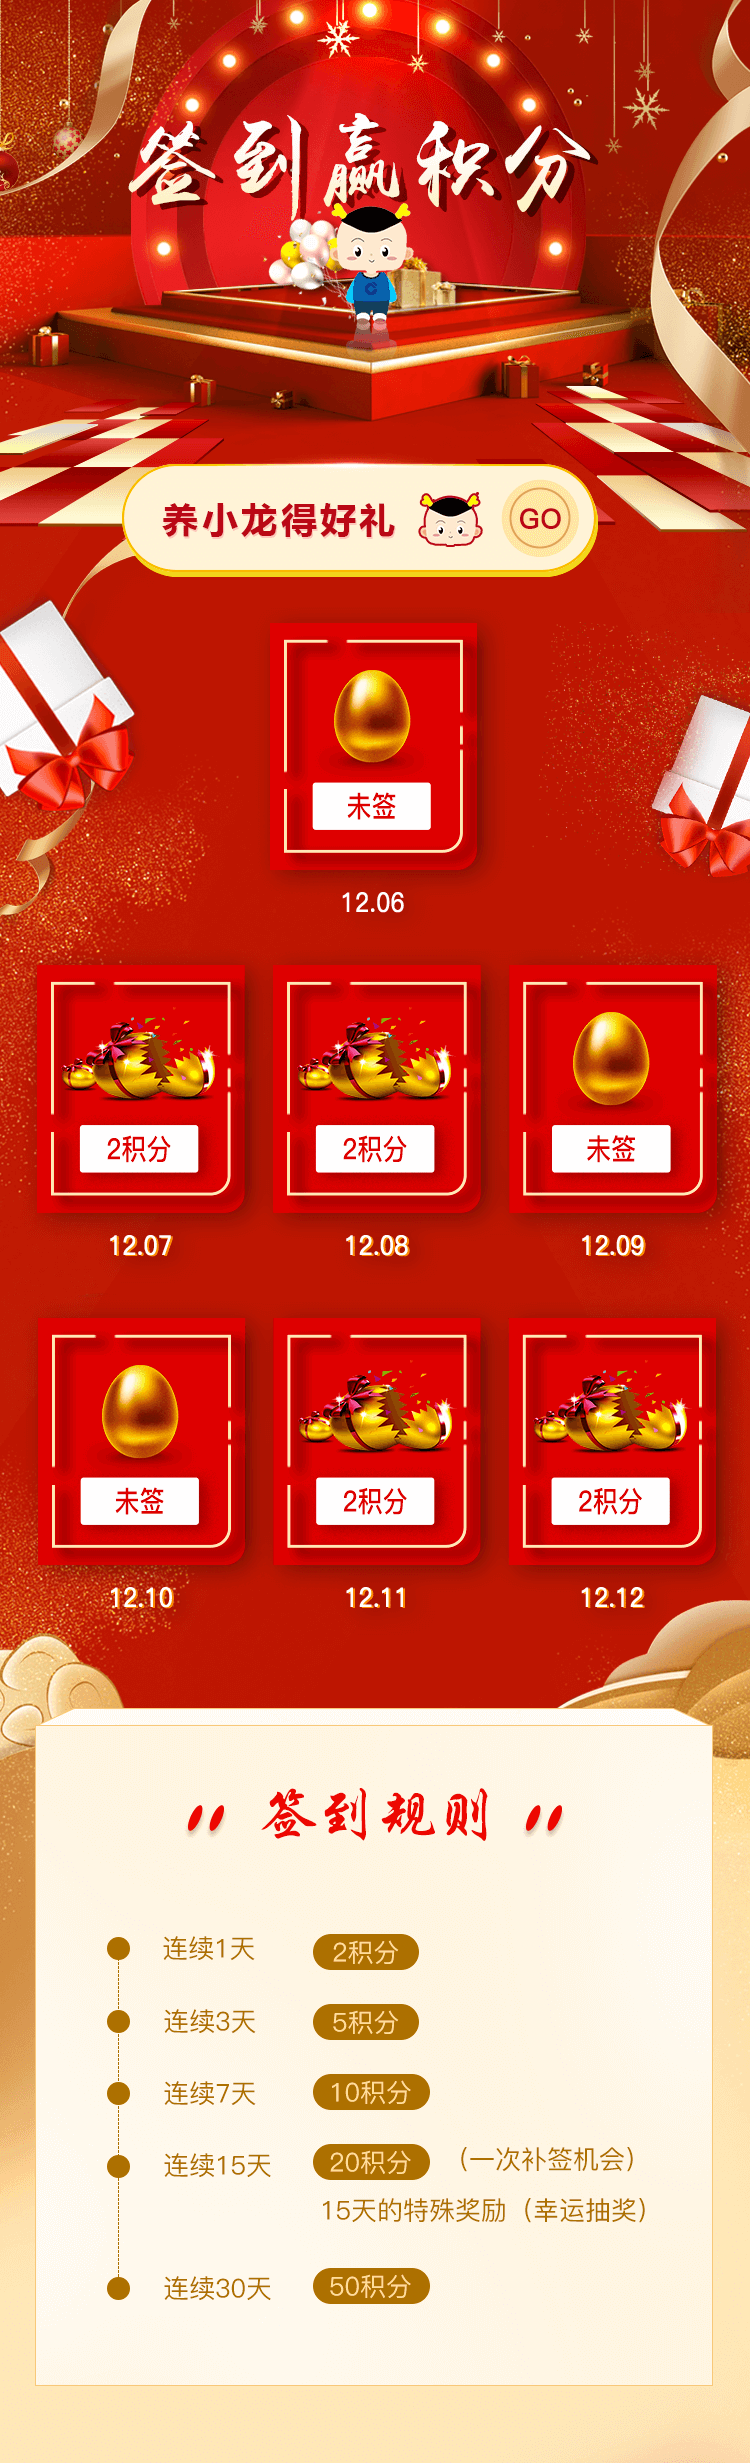 签到赢积分
养小龙得好礼
GO
未签
12.06
2积分 2积分 未签
12.07 12.08 12.09
未签 2积分 2积分
12.10 12.11 12.12
签到规则
连续1天 2积分
连续3天 5积分
连续7天 10积分
连续15天 20积分 （一次补签机会）
15天的特殊奖励（幸运抽奖）
连续30天 50积分